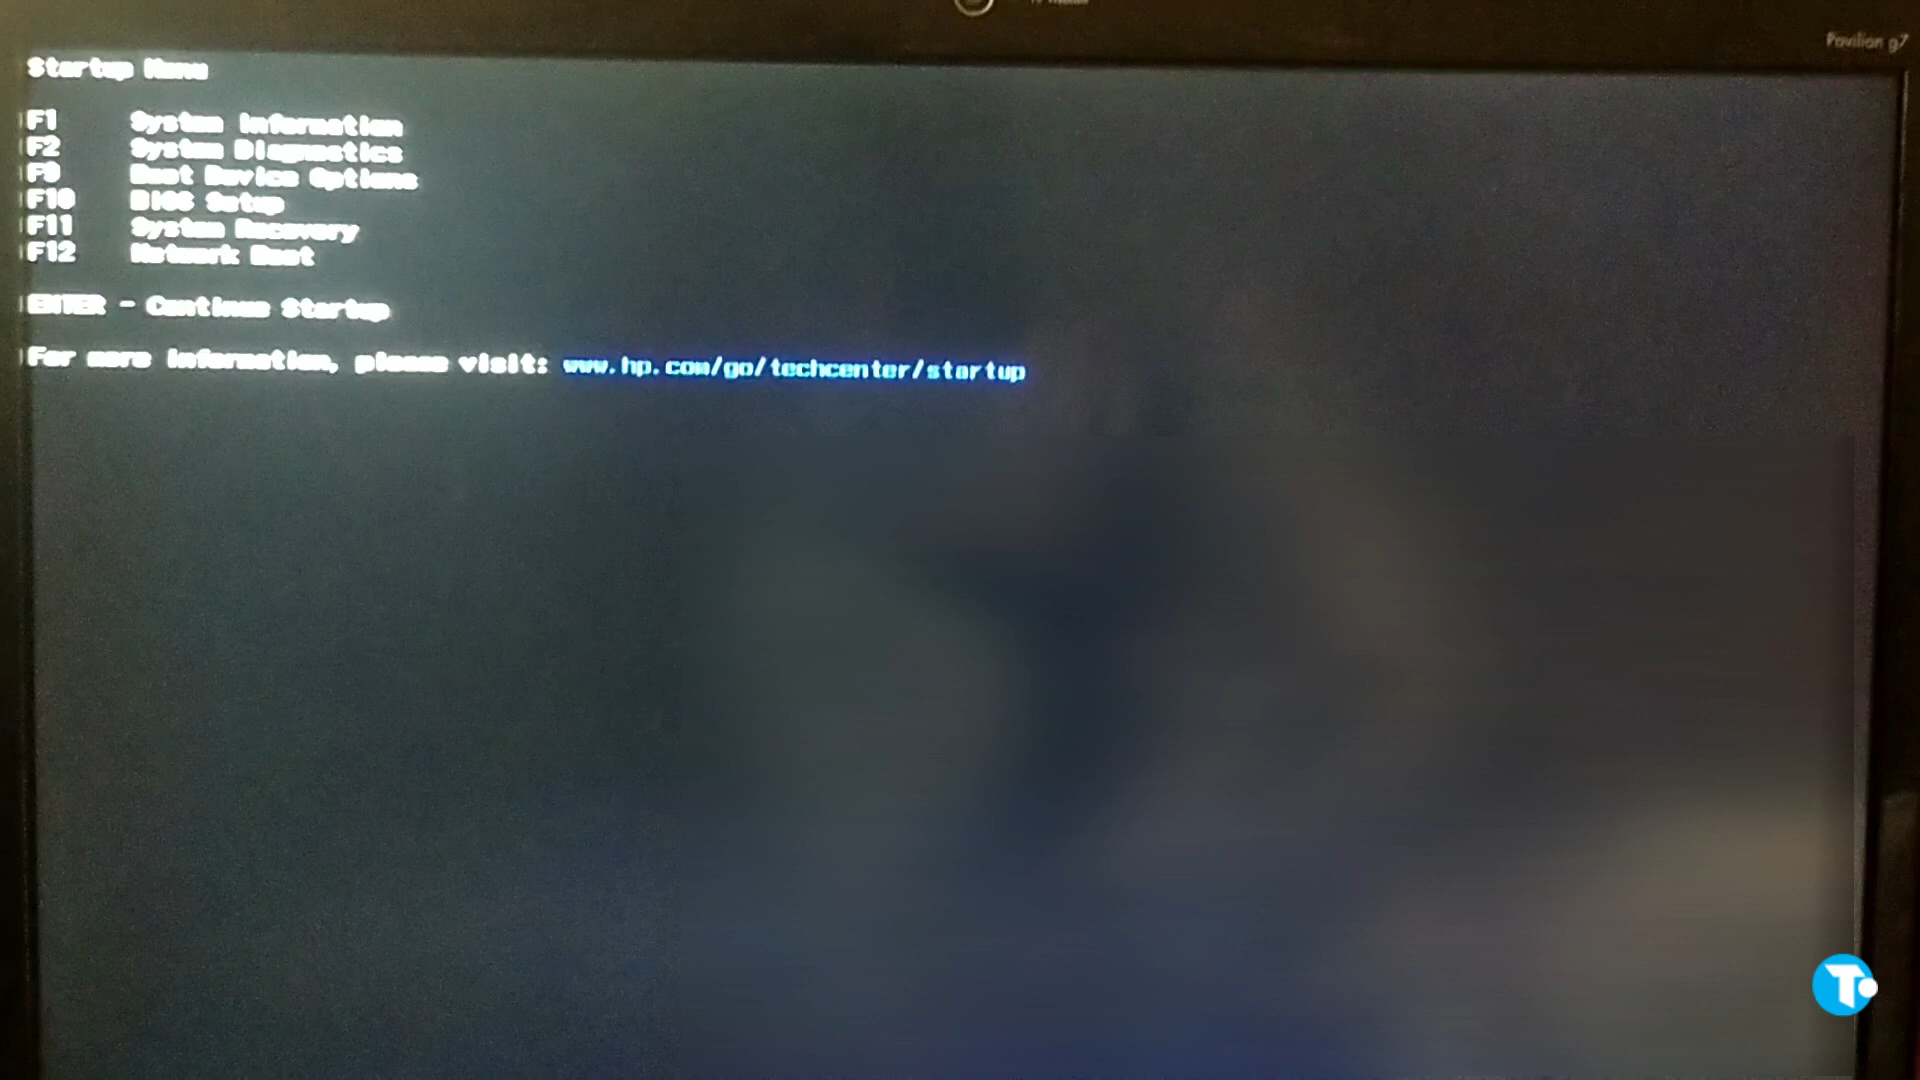 Pavilion g7
Startup Menu
F1 System Information
F2 System Diagnostics
F9 Boot Device Options
F10 BIOS Setup
F11 System Recovery
F12 Network Boot
ENTER - Continue Startup
For more information, please visit: www.hp.com/go/techcenter/startup